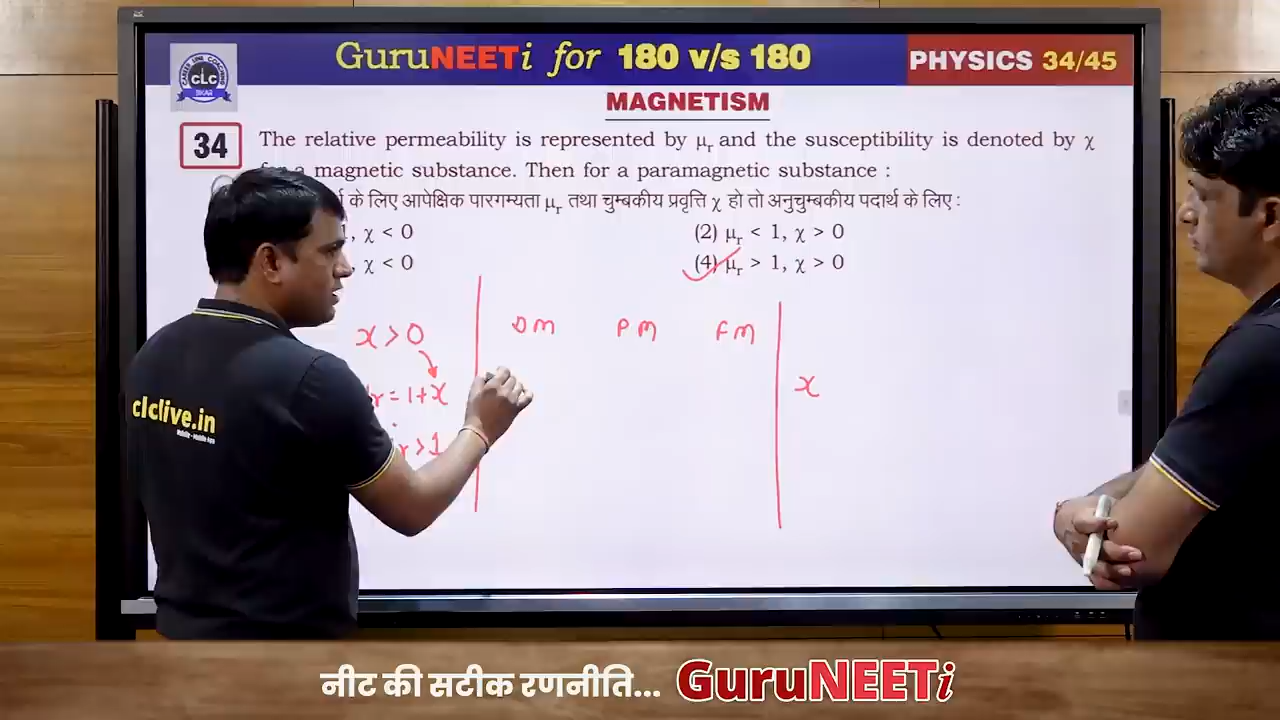 GuruNEETi for 180 v/s 180
PHYSICS 34/45
CLC
SIKAR
MAGNETISM
34
The relative permeability is represented by μr and the susceptibility is denoted by χ
magnetic substance. Then for a paramagnetic substance :
के लिए आपेक्षिक पारगम्यता μr तथा चुम्बकीय प्रवृत्ति χ हो तो अनुचुम्बकीय पदार्थ के लिए :
, χ < 0
(2) μr < 1, χ > 0
, χ < 0
(4) μr > 1, χ > 0
x > 0
DM PM FM
r = 1+x
x
r > 1
clclive.in
नीट की सटीक रणनीति... GuruNEETi